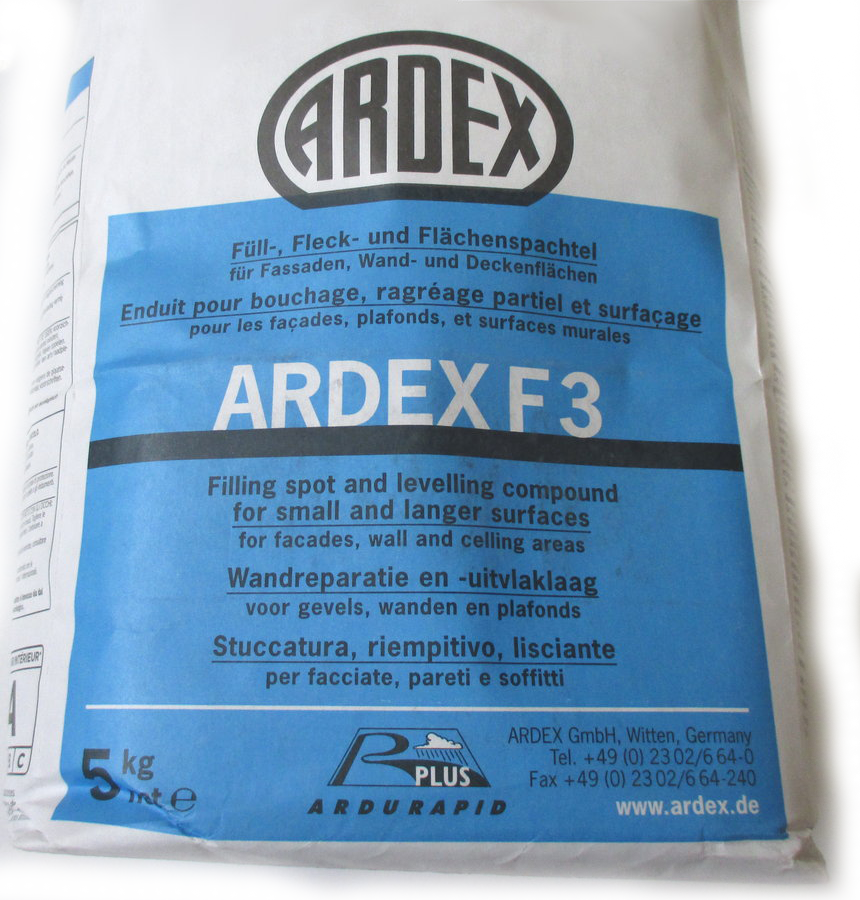 ARDEX
Füll-, Fleck- und Flächenspachtel
für Fassaden, Wand- und Deckenflächen
Enduit pour bouchage, ragréage partiel et surfaçage
pour les façades, plafonds, et surfaces murales
ARDEX F 3
Filling spot and levelling compound
for small and langer surfaces
for facades, wall and celling areas
Wandreparatie en -uitvlaklaag
voor gevels, wanden en plafonds
Stuccatura, riempitivo, lisciante
per facciate, pareti e soffitti
5 kg
℮
R PLUS
ARDURAPID
ARDEX GmbH, Witten, Germany
Tel. +49 (0) 23 02/6 64-0
Fax +49 (0) 23 02/6 64-240
www.ardex.de
C